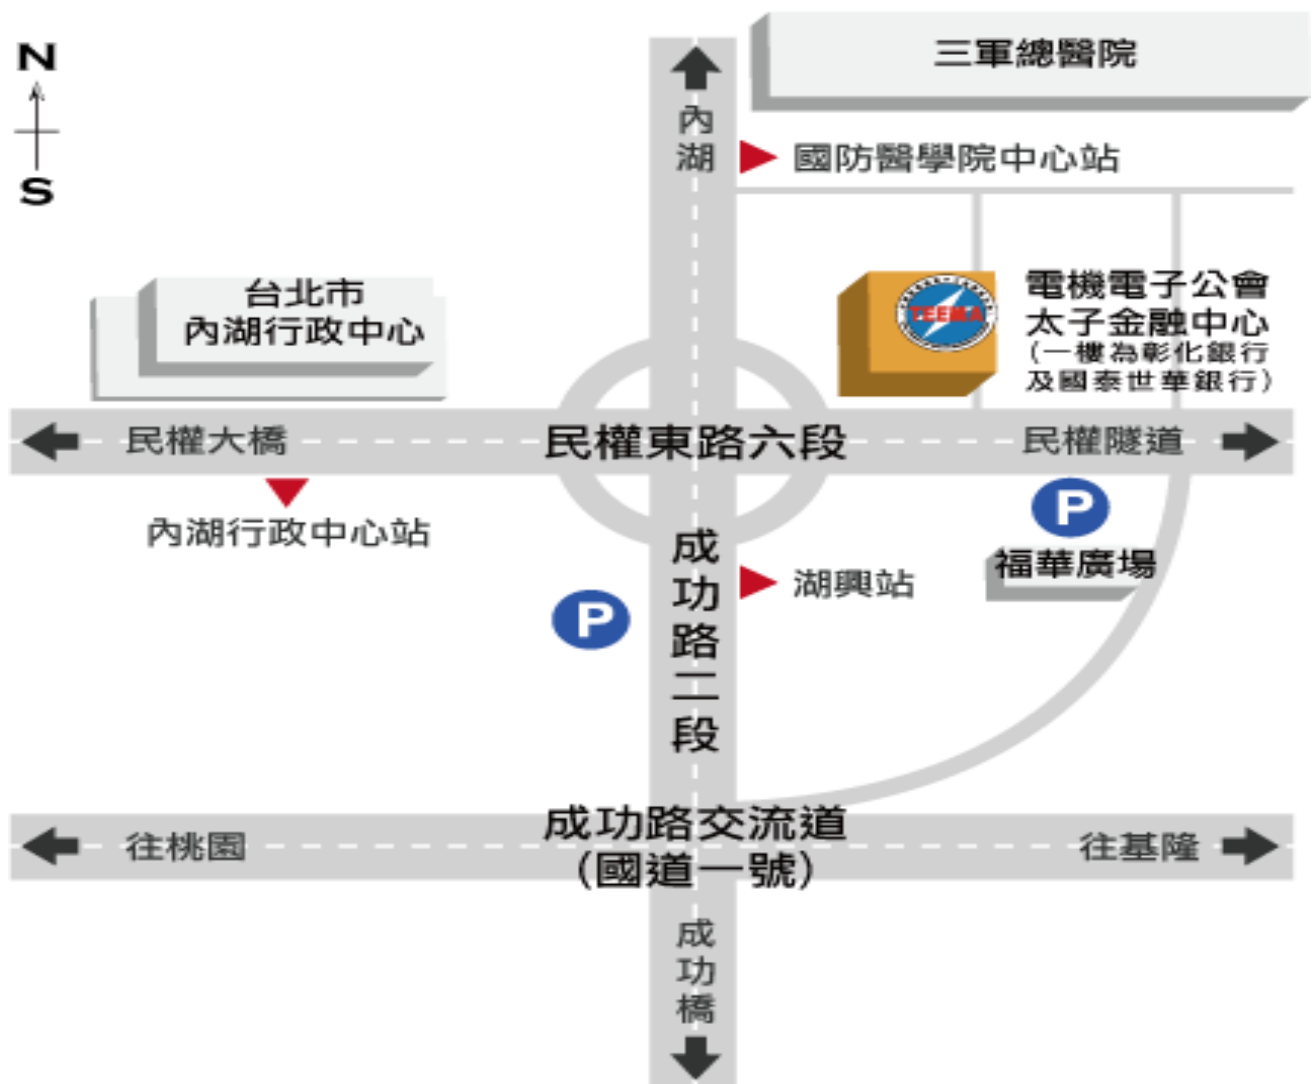 N
S
三軍總醫院
內湖
國防醫學院中心站
台北市
內湖行政中心
TEEMA
電機電子公會
太子金融中心
(一樓為彰化銀行
及國泰世華銀行)
民權大橋
民權東路六段
民權隧道
內湖行政中心站
P
福華廣場
成功路二段
湖興站
P
成功路交流道
(國道一號)
往桃園
往基隆
成功橋